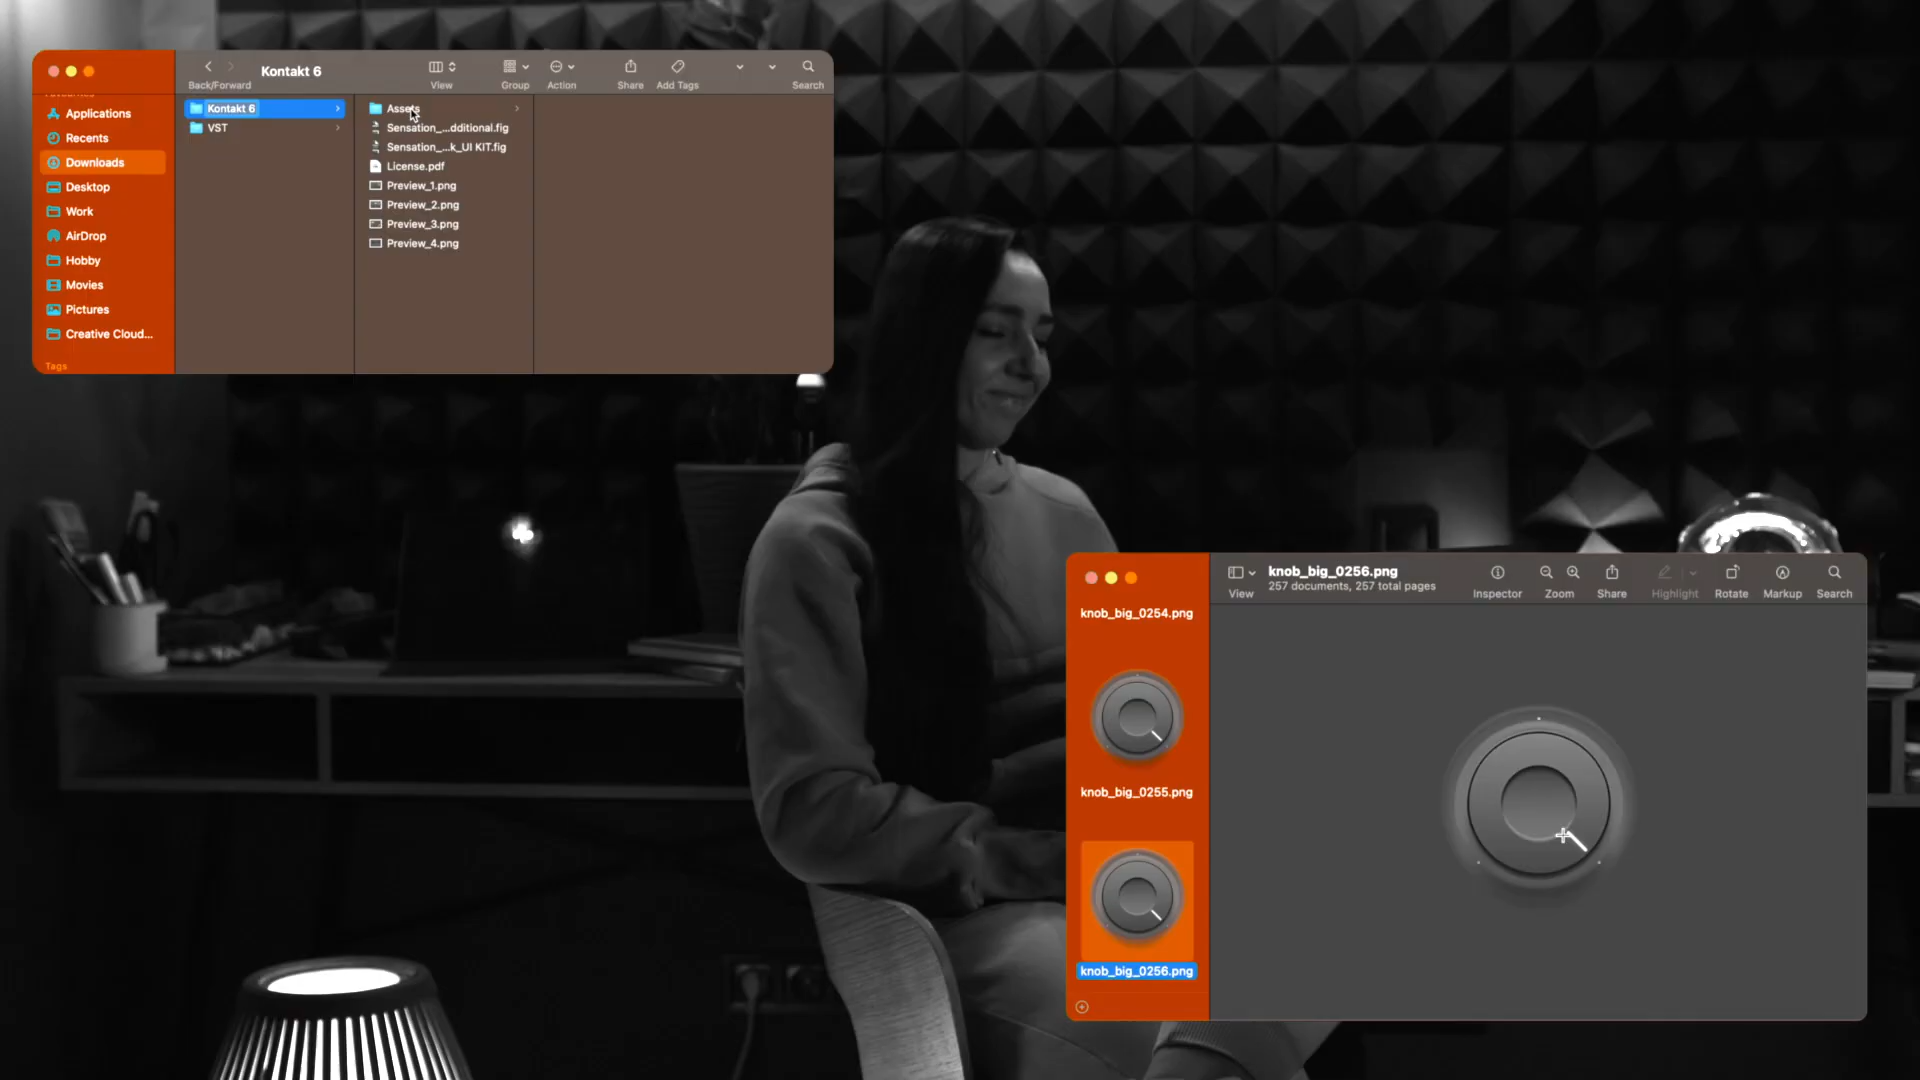 Kontakt 6
Back/Forward
View
Group
Action
Share
Add Tags
Search
Applications
Recents
Downloads
Desktop
Work
AirDrop
Hobby
Movies
Pictures
Creative Cloud...
Tags
Kontakt 6
VST
Assets
Sensation_...dditional.fig
Sensation_...k_UI KIT.fig
License.pdf
Preview_1.png
Preview_2.png
Preview_3.png
Preview_4.png
knob_big_0256.png
257 documents, 257 total pages
View
Inspector
Zoom
Share
Highlight
Rotate
Markup
Search
knob_big_0254.png
knob_big_0255.png
knob_big_0256.png